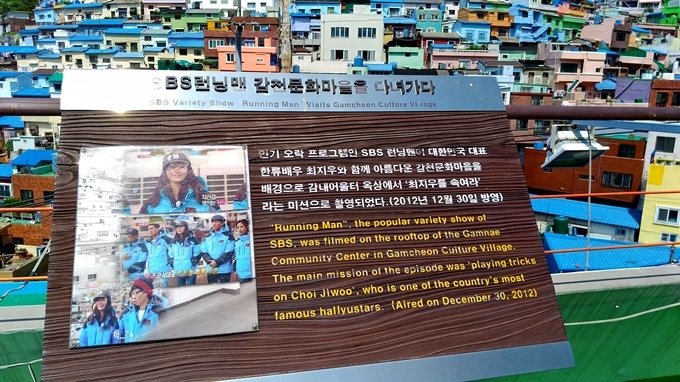 SBS런닝맨 감천문화마을을 다녀가다
SBS Variety Show 'Running Man' Visits Gamcheon Culture Village
인기 오락 프로그램인 SBS 런닝맨이 대한민국 대표
한류배우 최지우와 함께 아름다운 감천문화마을을
배경으로 감내어울터 옥상에서 '최지우를 속여라'
라는 미션으로 촬영되었다. (2012년 12월 30일 방영)
"Running Man", the popular variety show of
SBS, was filmed on the rooftop of the Gamnae
Community Center in Gamcheon Culture Village.
The main mission of the episode was 'playing tricks
on Choi Jiwoo', who is one of the country's most
famous hallyustars. (Aired on December 30, 2012)